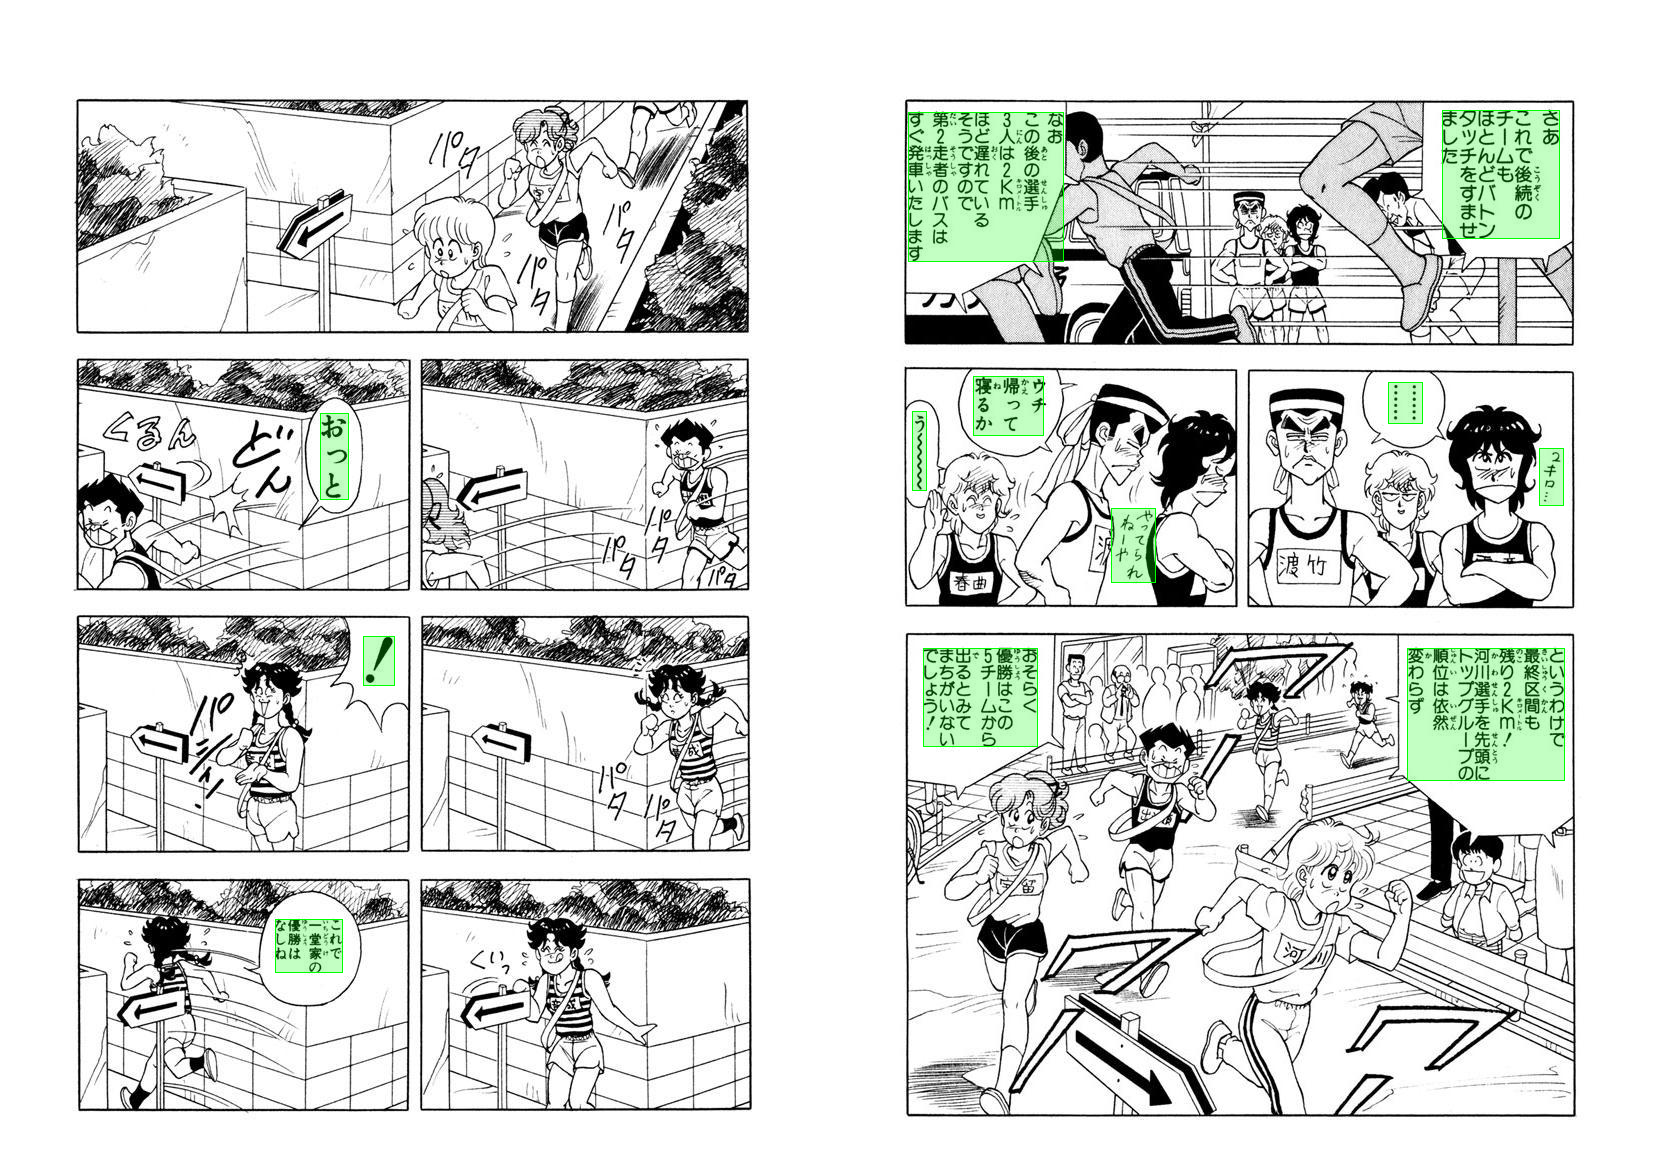 さあ
これで後続の
チームも
ほとんどバトン
タッチをすませ
ました
なお
この後の選手
3人は2Km
ほど遅れている
そうですので
第2走者のバスは
すぐ発車いたします
2キロ…
……
……
渡竹
ウチ
帰って
寝るか
やってられ
ねーや
う〜〜〜〜
春曲
というわけで
最終区間も
残り2Km!
河川選手を先頭に
トップグループの
順位は依然
変わらず
おそらく
優勝はこの
5チームから
出るとみて
まちがいない
でしょう!
河
パタ
パタ
パタ
パタ
パタ
パタ
おっと
どん
くるん
パタ
パタ
!
パンパン!
くいっ
これで
一堂家の
優勝は
なしね